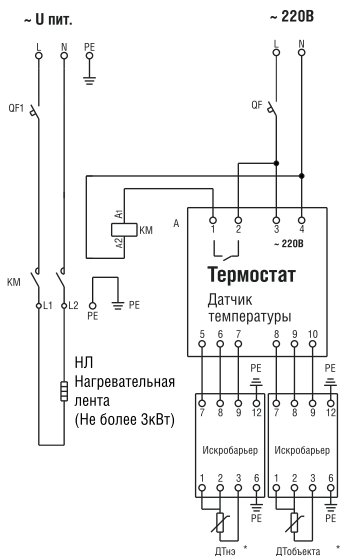 ~ U пит.
~ 220В
L N PE
L N
QF1
QF
A1
A2
KM
A
1 2 3 4
~ 220В
Термостат
Датчик
температуры
KM
L1 L2
PE
PE
5 6 7 8 9 10
НЛ
Нагревательная
лента
(Не более 3кВт)
PE PE
7 8 9 12 7 8 9 12
Искробарьер Искробарьер
1 2 3 6 1 2 3 6
PE PE
ДТнэ * ДТобъекта *